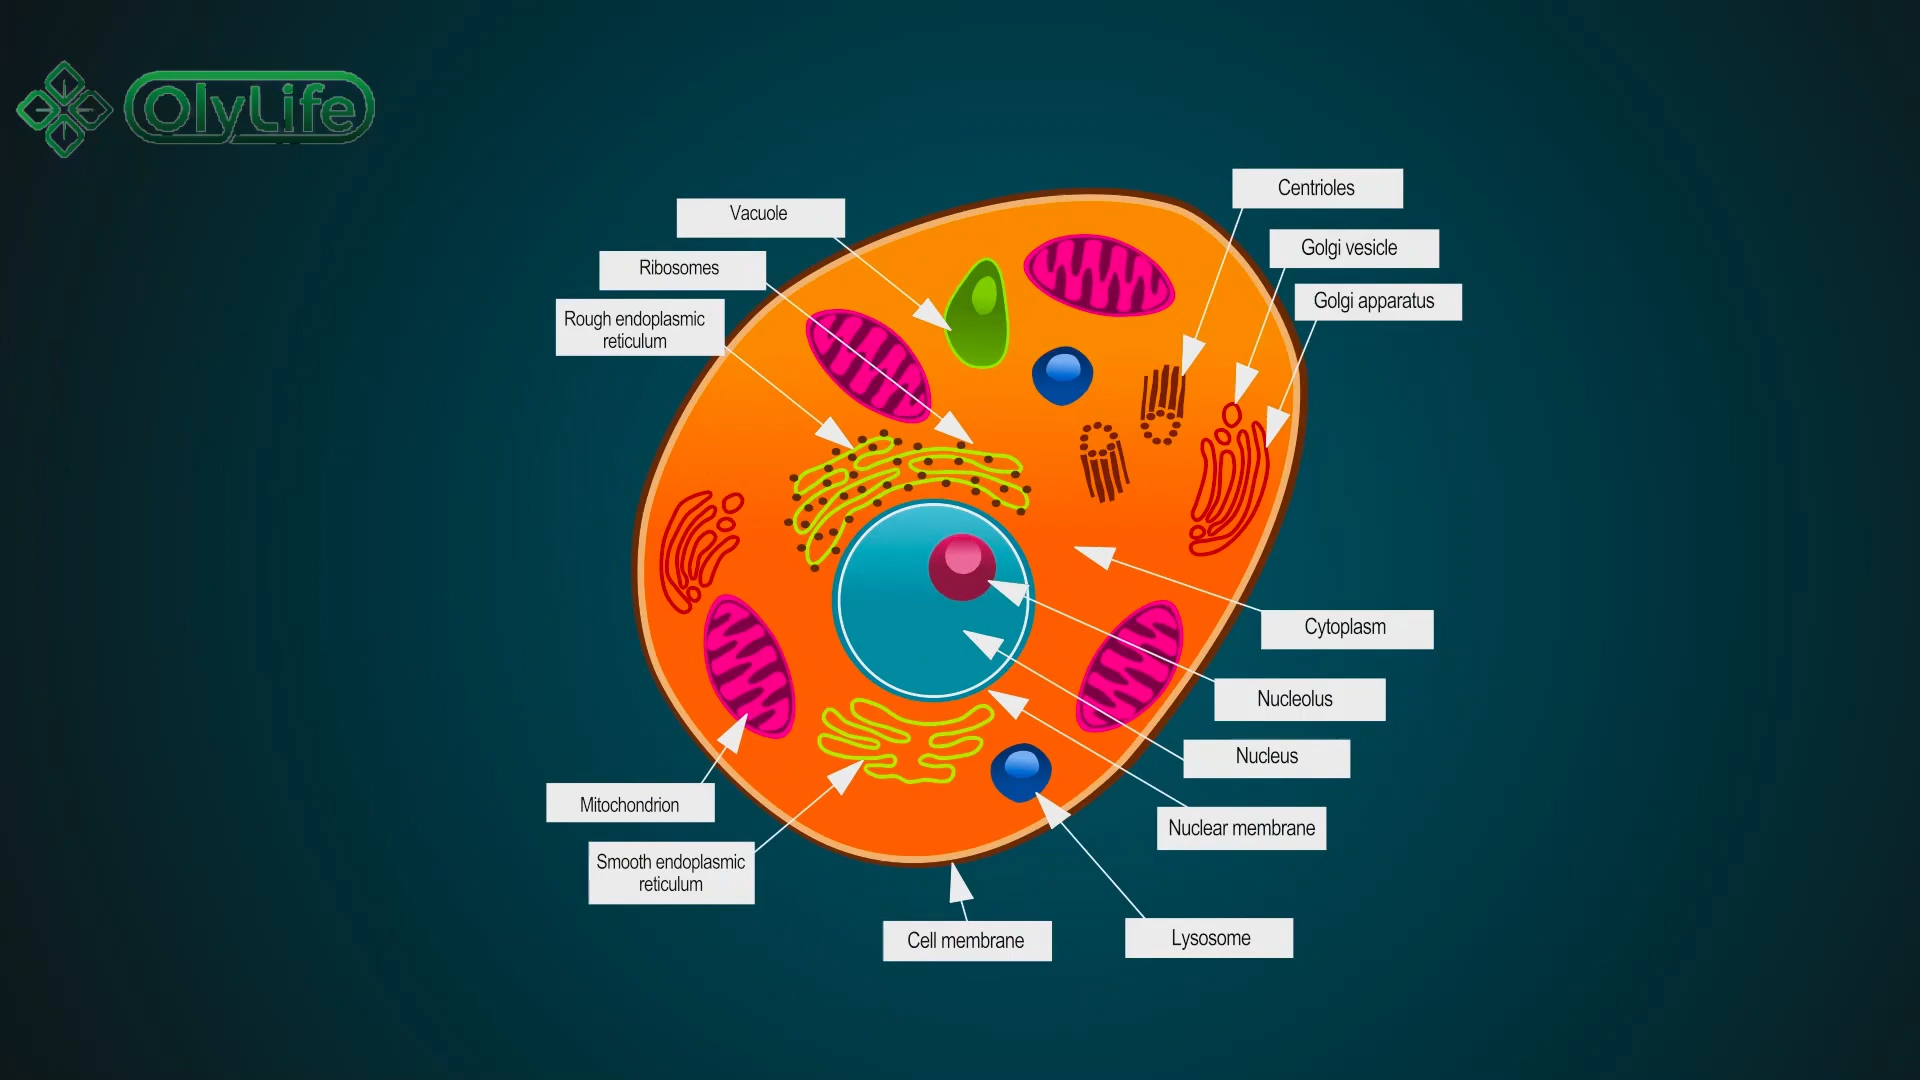 OlyLife
Centrioles
Vacuole
Golgi vesicle
Ribosomes
Golgi apparatus
Rough endoplasmic
reticulum
Cytoplasm
Nucleolus
Nucleus
Mitochondrion
Nuclear membrane
Smooth endoplasmic
reticulum
Cell membrane
Lysosome